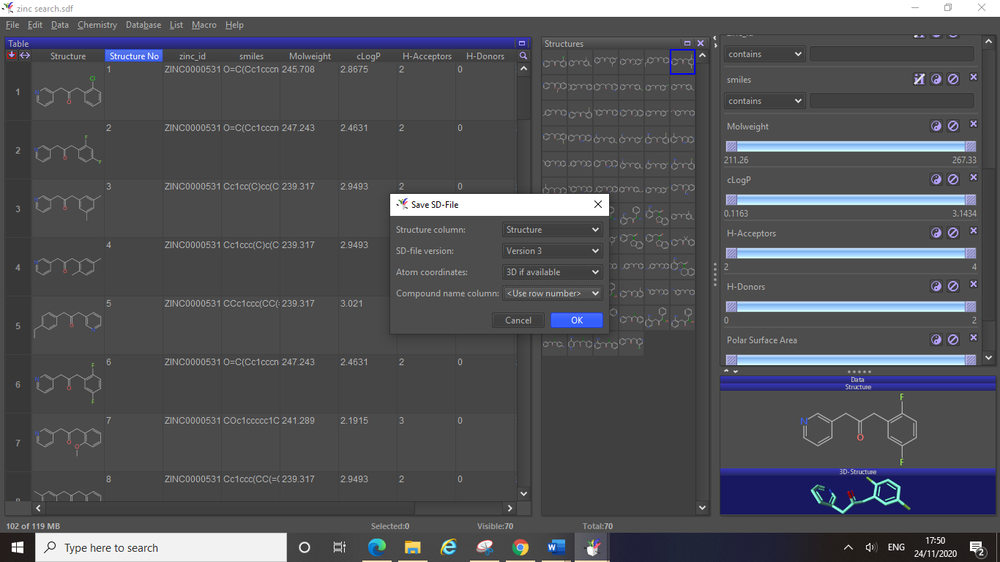 zinc search.sdf
File Edit Data Chemistry Database List Macro Help
Table
Structure Structure No zinc_id smiles Molweight cLogP H-Acceptors H-Donors
1 1 ZINC0000531 O=C(Cc1cccn 245.708 2.8675 2 0
2 2 ZINC0000531 O=C(Cc1cccn 247.243 2.4631 2 0
3 3 ZINC0000531 Cc1cc(C)cc(C 239.317 2.9493 2 0
4 4 ZINC0000531 Cc1ccc(C)c(C 239.317 2.9493
5 5 ZINC0000531 CCc1ccc(CC( 239.317 3.021
6 6 ZINC0000531 O=C(Cc1cccn 247.243 2.4631 2 0
7 7 ZINC0000531 COc1ccccc1C 241.289 2.1915 3 0
8 ZINC0000531 Cc1ccc(CC(=O 239.317 2.9493 2 0
Structures
Save SD-File
Structure column: Structure
SD-file version: Version 3
Atom coordinates: 3D if available
Compound name column: <Use row number>
Cancel OK
contains
smiles
contains
Molweight
211.26 267.33
cLogP
0.1163 3.1434
H-Acceptors
2 4
H-Donors
0 2
Polar Surface Area
Data
Structure
N O F F
3D-Structure
102 of 119 MB Selected:0 Visible:70 Total:70
Type here to search
ENG
17:50
24/11/2020
2